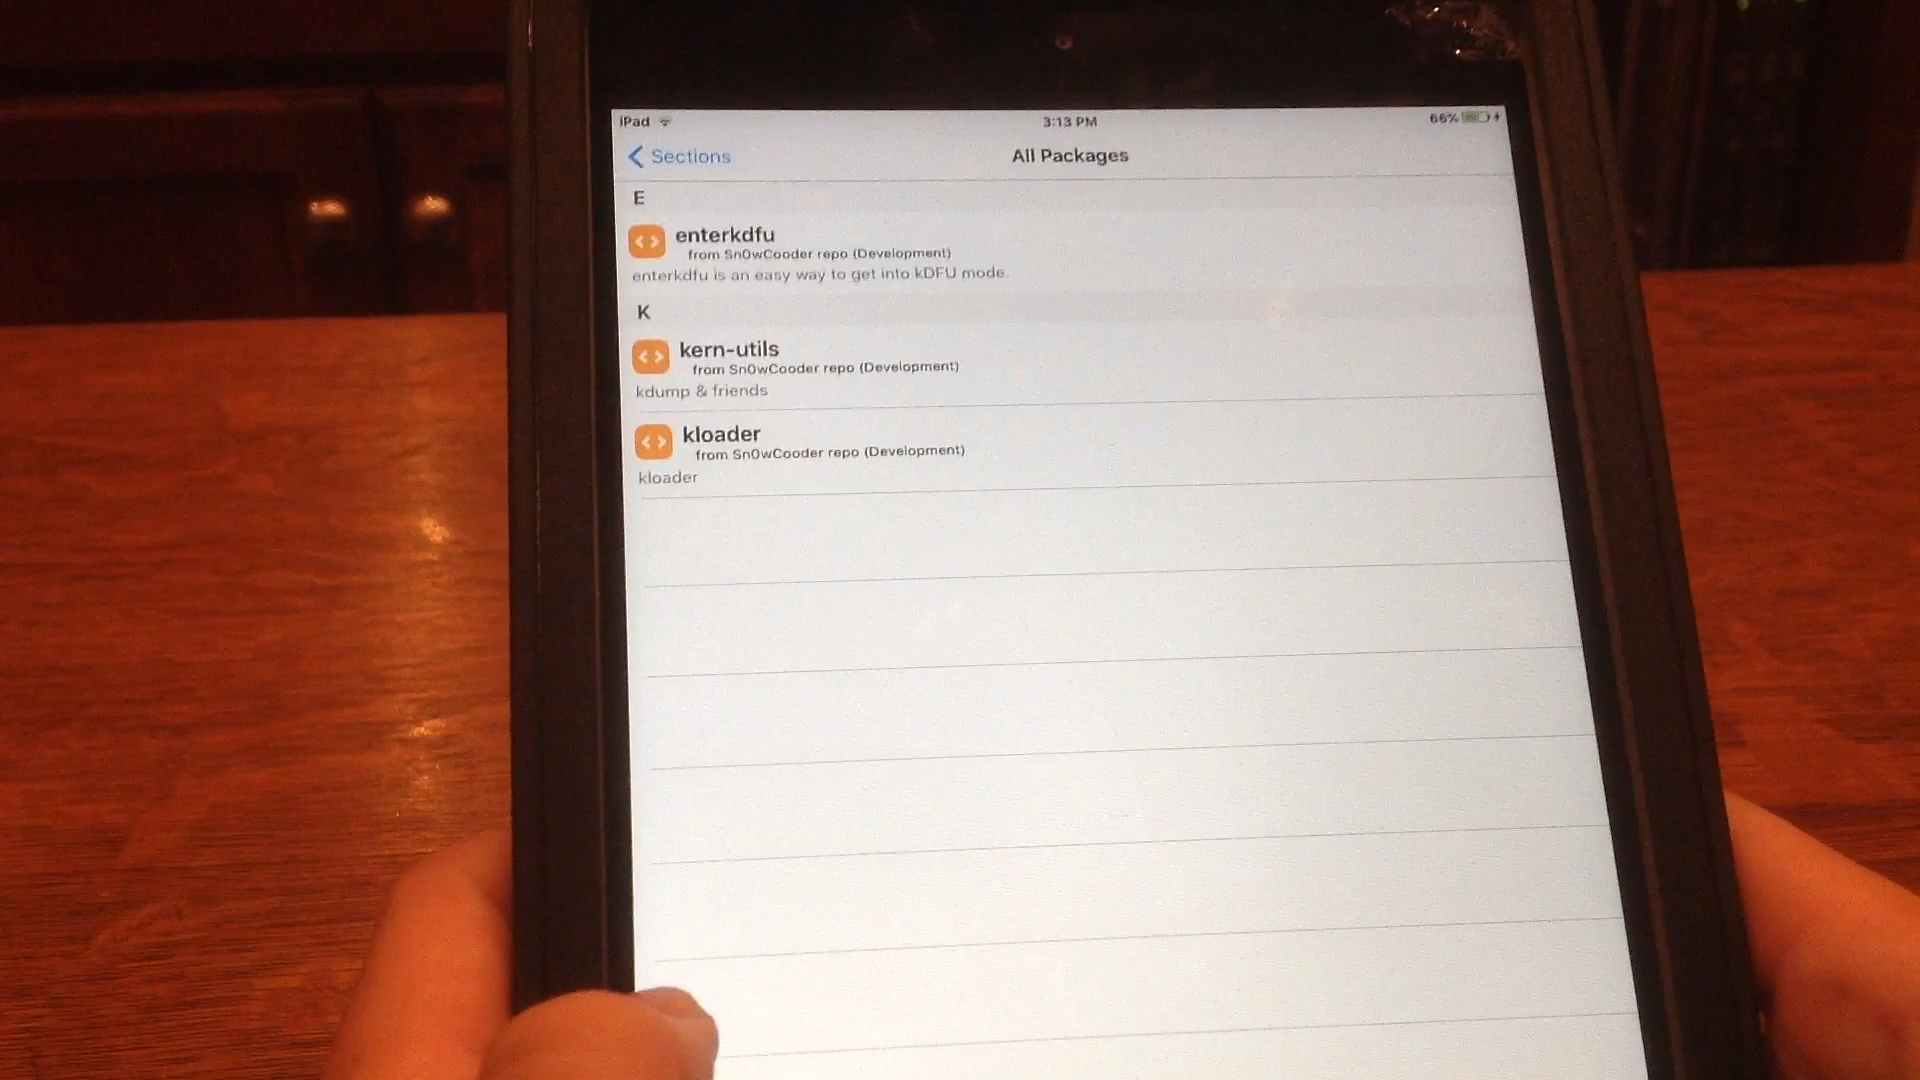 iPad
3:13 PM
66%
Sections
All Packages
E
enterkdfu
from Sn0wCooder repo (Development)
enterkdfu is an easy way to get into kDFU mode.
K
kern-utils
from Sn0wCooder repo (Development)
kdump & friends
kloader
from Sn0wCooder repo (Development)
kloader